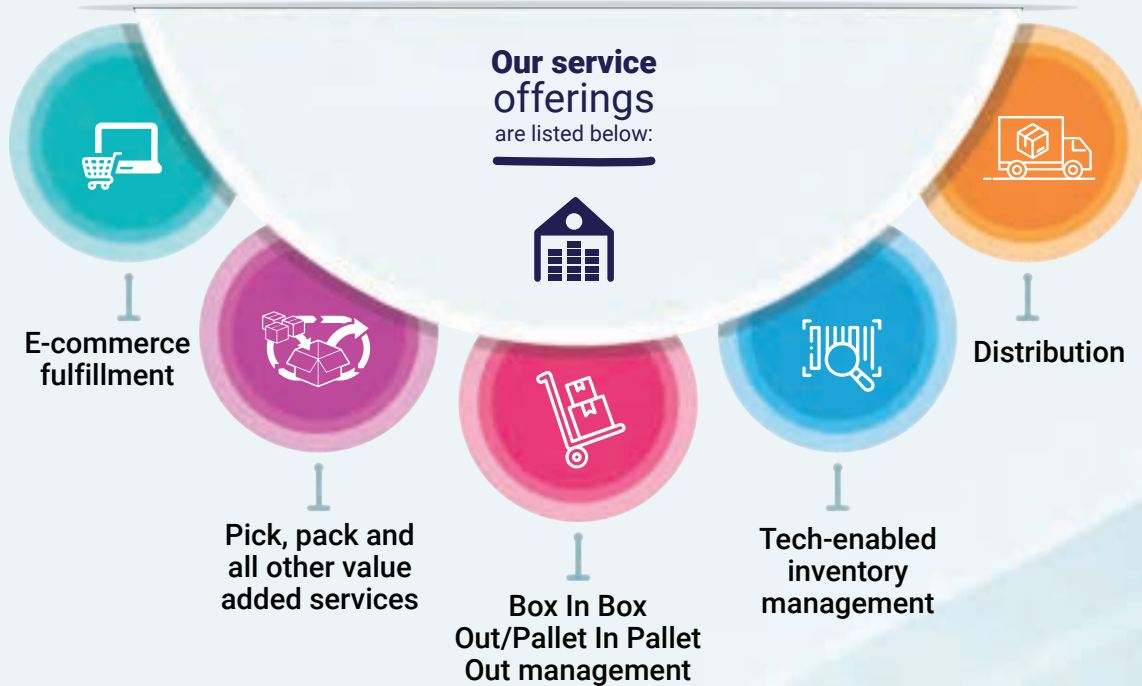 Our service
offerings
are listed below:
E-commerce
fulfillment
Pick, pack and
all other value
added services
Box In Box
Out/Pallet In Pallet
Out management
Tech-enabled
inventory
management
Distribution